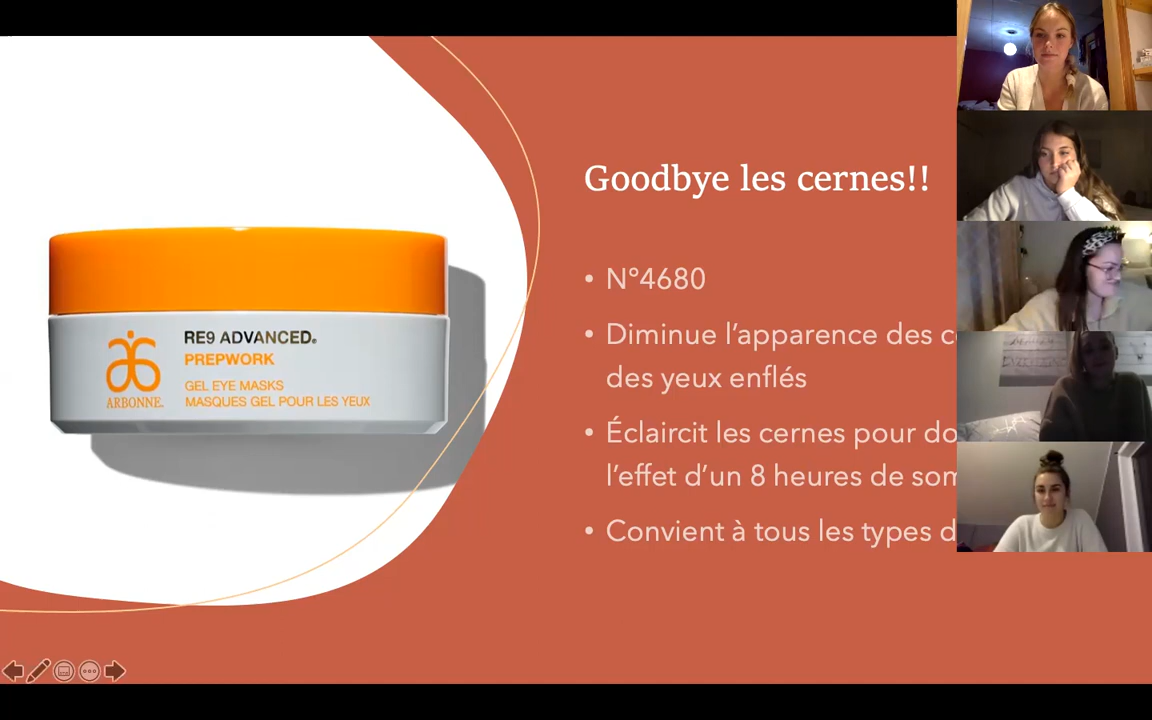 Goodbye les cernes!!
• N°4680
• Diminue l’apparence des
des yeux enflés
• Éclaircit les cernes pour
l’effet d’un 8 heures de
• Convient à tous les types
RE9 ADVANCED®
PREPWORK
GEL EYE MASKS
MASQUES GEL POUR LES YEUX
ARBONNE